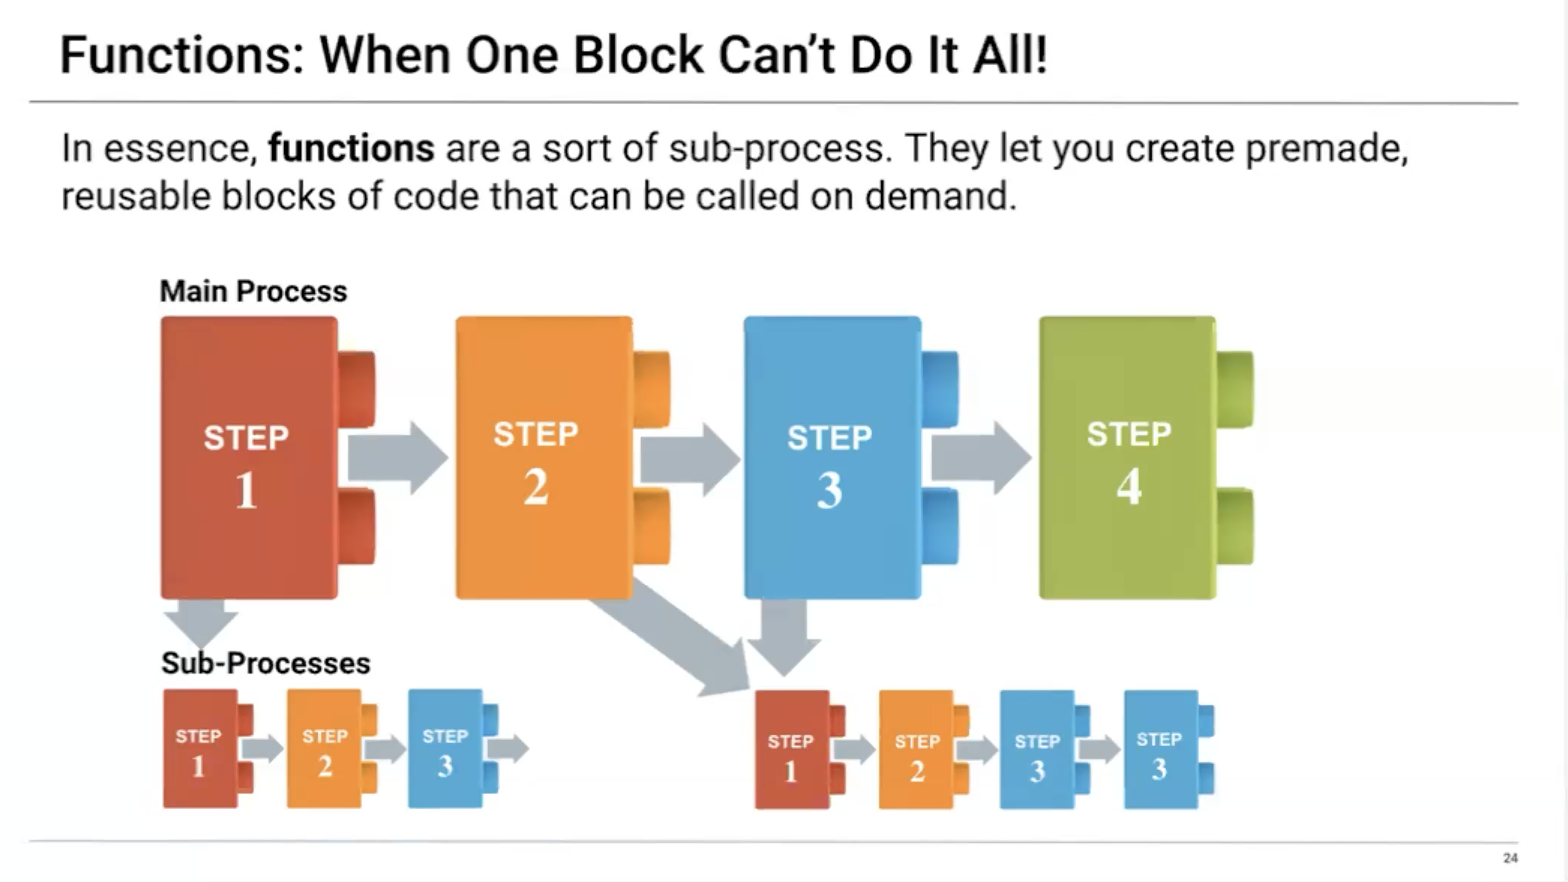 Functions: When One Block Can't Do It All!
In essence, functions are a sort of sub-process. They let you create premade,
reusable blocks of code that can be called on demand.
Main Process
STEP
1
STEP
2
STEP
3
STEP
4
Sub-Processes
STEP
1
STEP
2
STEP
3
STEP
1
STEP
2
STEP
3
STEP
3
24